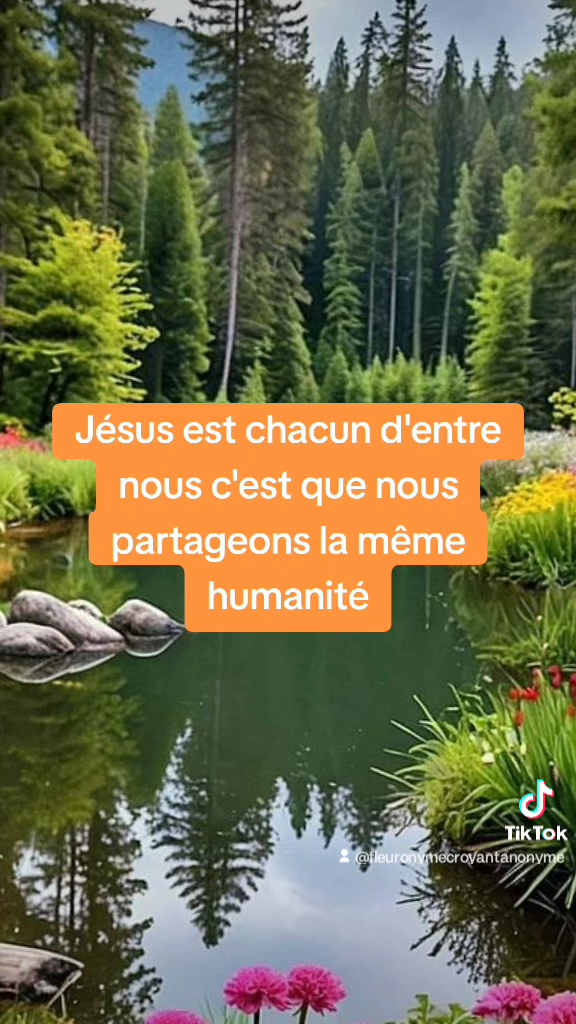 Jésus est chacun d'entre
nous c'est que nous
partageons la même
humanité
TikTok
@fleuronymecroyantanonyme